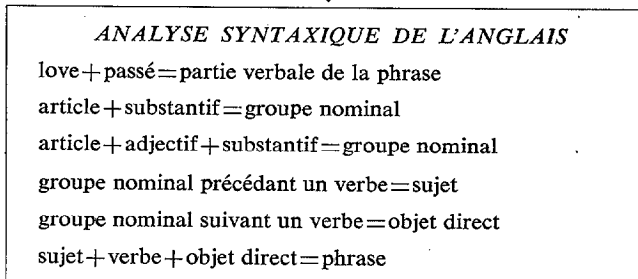 ANALYSE SYNTAXIQUE DE L'ANGLAIS
love+passé=partie verbale de la phrase
article+substantif=groupe nominal
article+adjectif+substantif=groupe nominal
groupe nominal précédant un verbe=sujet
groupe nominal suivant un verbe=objet direct
sujet+verbe+objet direct=phrase